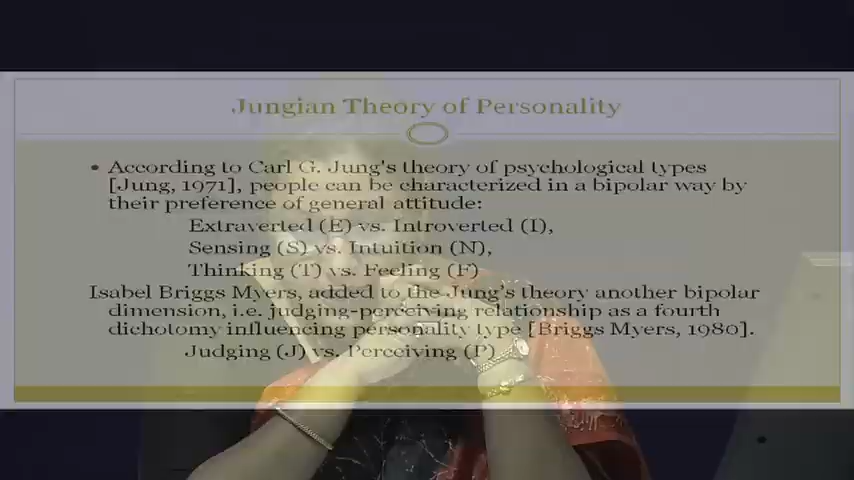 Jungian Theory of Personality
• According to Carl G. Jung's theory of psychological types
[Jung, 1971], people can be characterized in a bipolar way by
their preference of general attitude:
Extraverted (E) vs. Introverted (I),
Sensing (S) vs. Intuition (N),
Thinking (T) vs. Feeling (F)
Isabel Briggs Myers, added to the Jung's theory another bipolar
dimension, i.e. judging-perceiving relationship as a fourth
dichotomy influencing personality type [Briggs Myers, 1980].
Judging (J) vs. Perceiving (P)